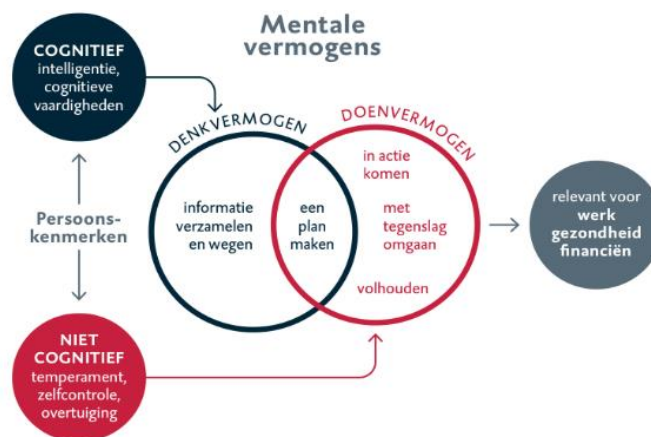 Mentale
vermogens
COGNITIEF
intelligentie,
cognitieve
vaardigheden
Persoons-
kenmerken
NIET
COGNITIEF
temperament,
zelfcontrole,
overtuiging
DENKVERMOGEN
informatie
verzamelen
en wegen
een
plan
maken
DOENVERMOGEN
in actie
komen
met
tegenslag
omgaan
volhouden
relevant voor
werk
gezondheid
financiën